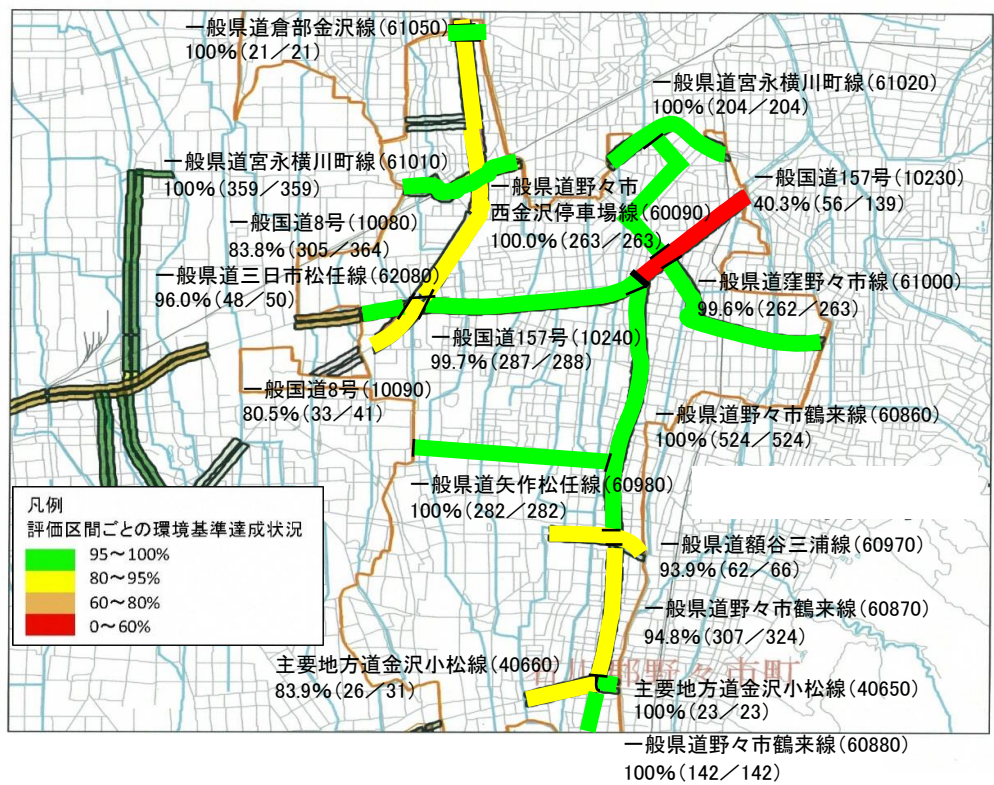 一般県道倉部金沢線(61050)
100%(21／21)
一般県道宮永横川町線(61020)
100%(204／204)
一般県道宮永横川町線(61010)
100%(359／359)
一般国道157号(10230)
40.3%(56／139)
一般県道野々市
西金沢停車場線(60090)
100.0%(263／263)
一般国道8号(10080)
83.8%(305／364)
一般県道三日市松任線(62080)
96.0%(48／50)
一般県道窪野々市線(61000)
99.6%(262／263)
一般国道157号(10240)
99.7%(287／288)
一般国道8号(10090)
80.5%(33／41)
一般県道野々市鶴来線(60860)
100%(524／524)
一般県道矢作松任線(60980)
100%(282／282)
凡例
評価区間ごとの環境基準達成状況
95～100%
80～95%
60～80%
0～60%
一般県道額谷三浦線(60970)
93.9%(62／66)
一般県道野々市鶴来線(60870)
94.8%(307／324)
主要地方道金沢小松線(40660)
83.9%(26／31)
野々市町
主要地方道金沢小松線(40650)
100%(23／23)
一般県道野々市鶴来線(60880)
100%(142／142)